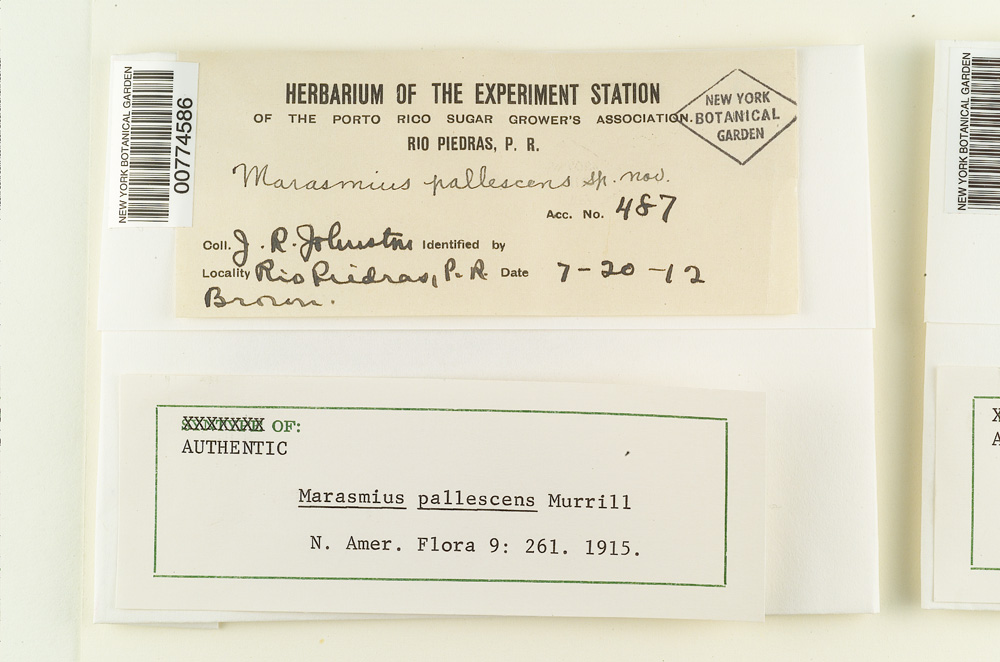 NEW YORK BOTANICAL GARDEN
00774586
HERBARIUM OF THE EXPERIMENT STATION
OF THE PORTO RICO SUGAR GROWER'S ASSOCIATION.
RIO PIEDRAS, P. R.
NEW YORK
BOTANICAL
GARDEN
Marasmius pallescens sp. nov.
Acc. No. 487
Coll. J. R. Johnston Identified by
Locality Rio Piedras, P. R. Date 7-20-12
Brown.
OF:
AUTHENTIC
Marasmius pallescens Murrill
N. Amer. Flora 9: 261. 1915.
NEW YORK BOTANICAL GARDEN
X
A